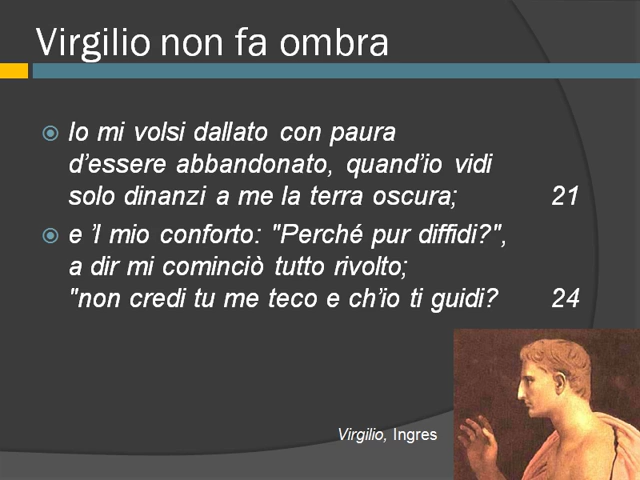 Virgilio non fa ombra
Io mi volsi dallato con paura
d'essere abbandonato, quand'io vidi
solo dinanzi a me la terra oscura; 21
e 'l mio conforto: "Perché pur diffidi?",
a dir mi cominciò tutto rivolto;
"non credi tu me teco e ch'io ti guidi? 24
Virgilio, Ingres